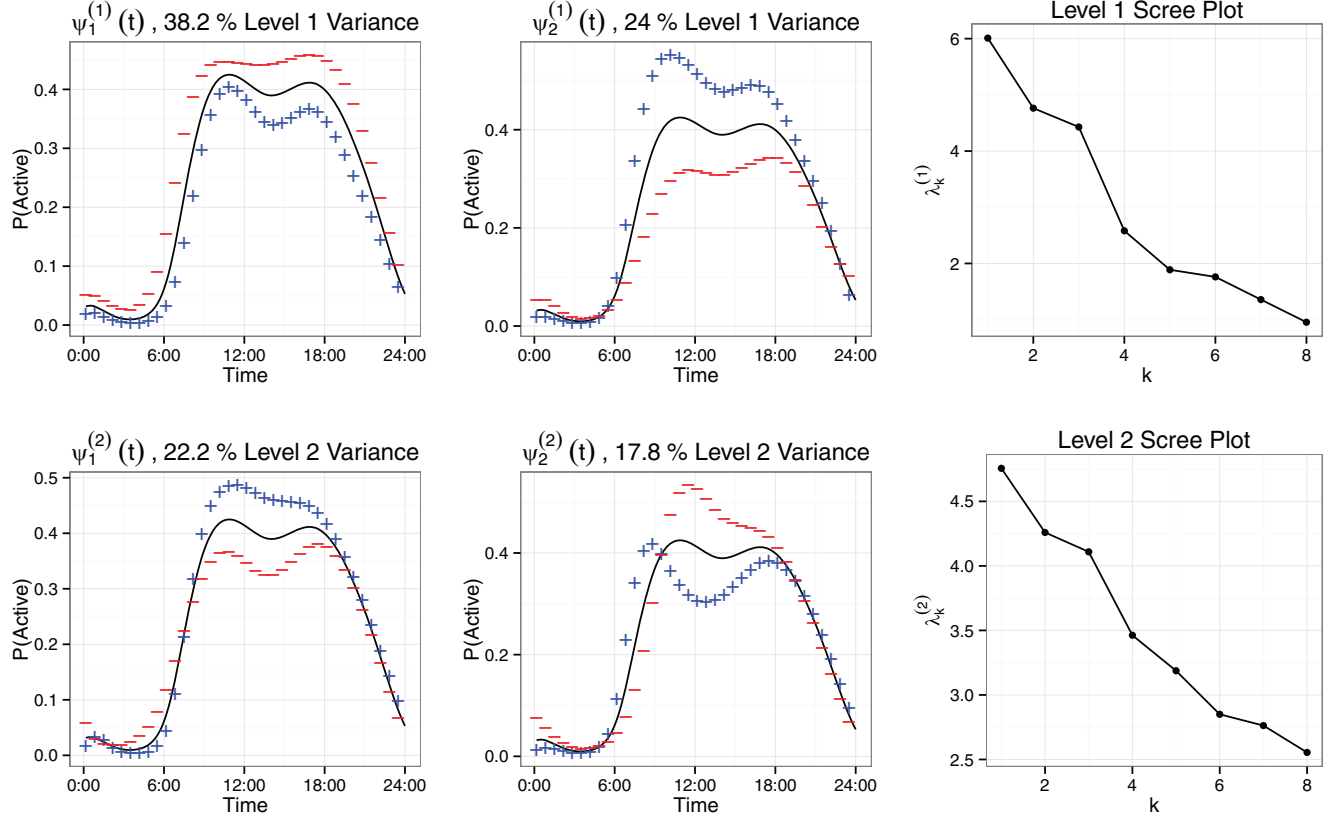 ψ₁⁽¹⁾ (t) , 38.2 % Level 1 Variance
P(Active)
0.4
0.3
0.2
0.1
0.0
0:00 6:00 12:00 18:00 24:00
Time
ψ₂⁽¹⁾ (t) , 24 % Level 1 Variance
P(Active)
0.4
0.2
0.0
0:00 6:00 12:00 18:00 24:00
Time
Level 1 Scree Plot
λₖ⁽¹⁾
6
4
2
2 4 6 8
k
ψ₁⁽²⁾ (t) , 22.2 % Level 2 Variance
P(Active)
0.5
0.4
0.3
0.2
0.1
0.0
0:00 6:00 12:00 18:00 24:00
Time
ψ₂⁽²⁾ (t) , 17.8 % Level 2 Variance
P(Active)
0.4
0.2
0.0
0:00 6:00 12:00 18:00 24:00
Time
Level 2 Scree Plot
λₖ⁽²⁾
4.5
4.0
3.5
3.0
2.5
2 4 6 8
k